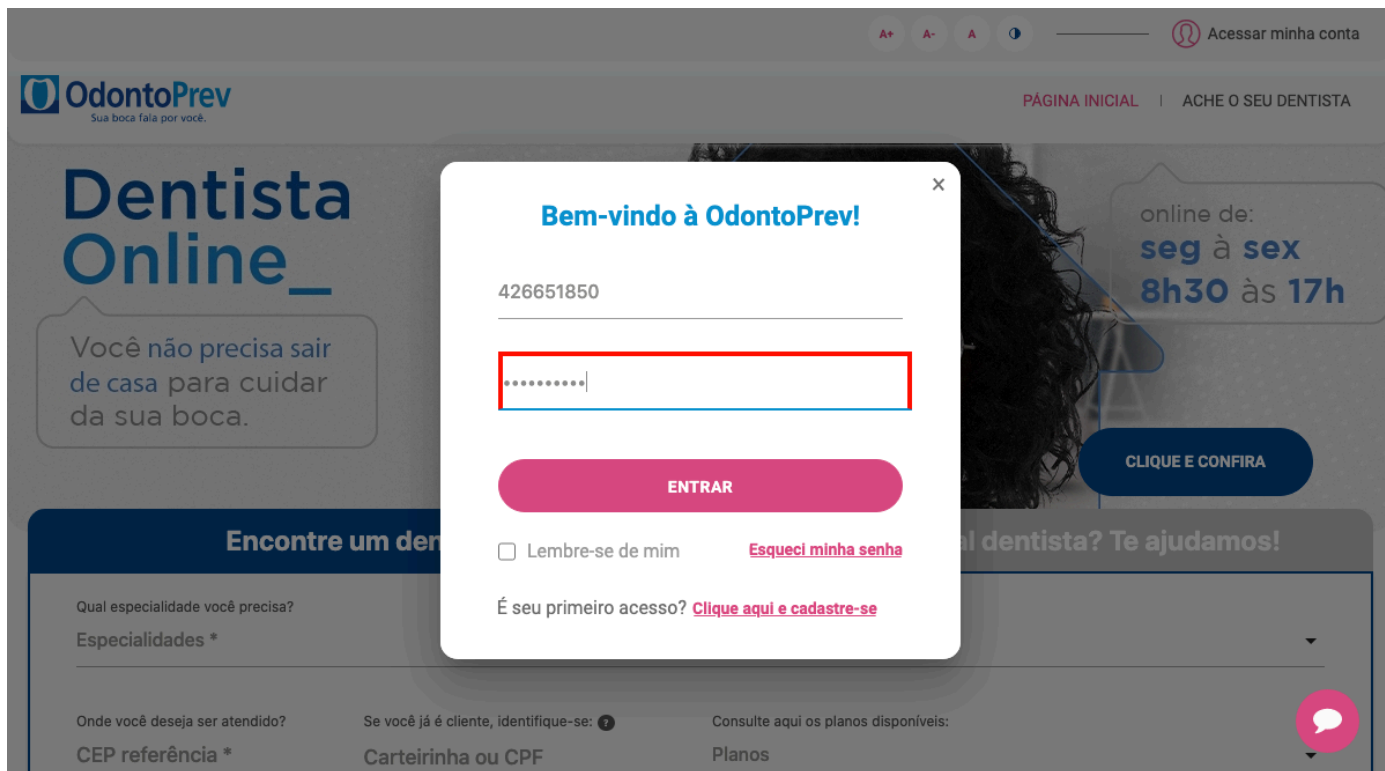 A+ A- A Acessar minha conta
OdontoPrev
Sua boca fala por você.
PÁGINA INICIAL | ACHE O SEU DENTISTA
Dentista
Online_
Você não precisa sair
de casa para cuidar
da sua boca.
online de:
seg à sex
8h30 às 17h
CLIQUE E CONFIRA
×
Bem-vindo à OdontoPrev!
426651850
••••••••••
ENTRAR
Lembre-se de mim Esqueci minha senha
É seu primeiro acesso? Clique aqui e cadastre-se
Encontre um den
al dentista? Te ajudamos!
Qual especialidade você precisa?
Especialidades *
Onde você deseja ser atendido? Se você já é cliente, identifique-se: ? Consulte aqui os planos disponíveis:
CEP referência * Carteirinha ou CPF Planos